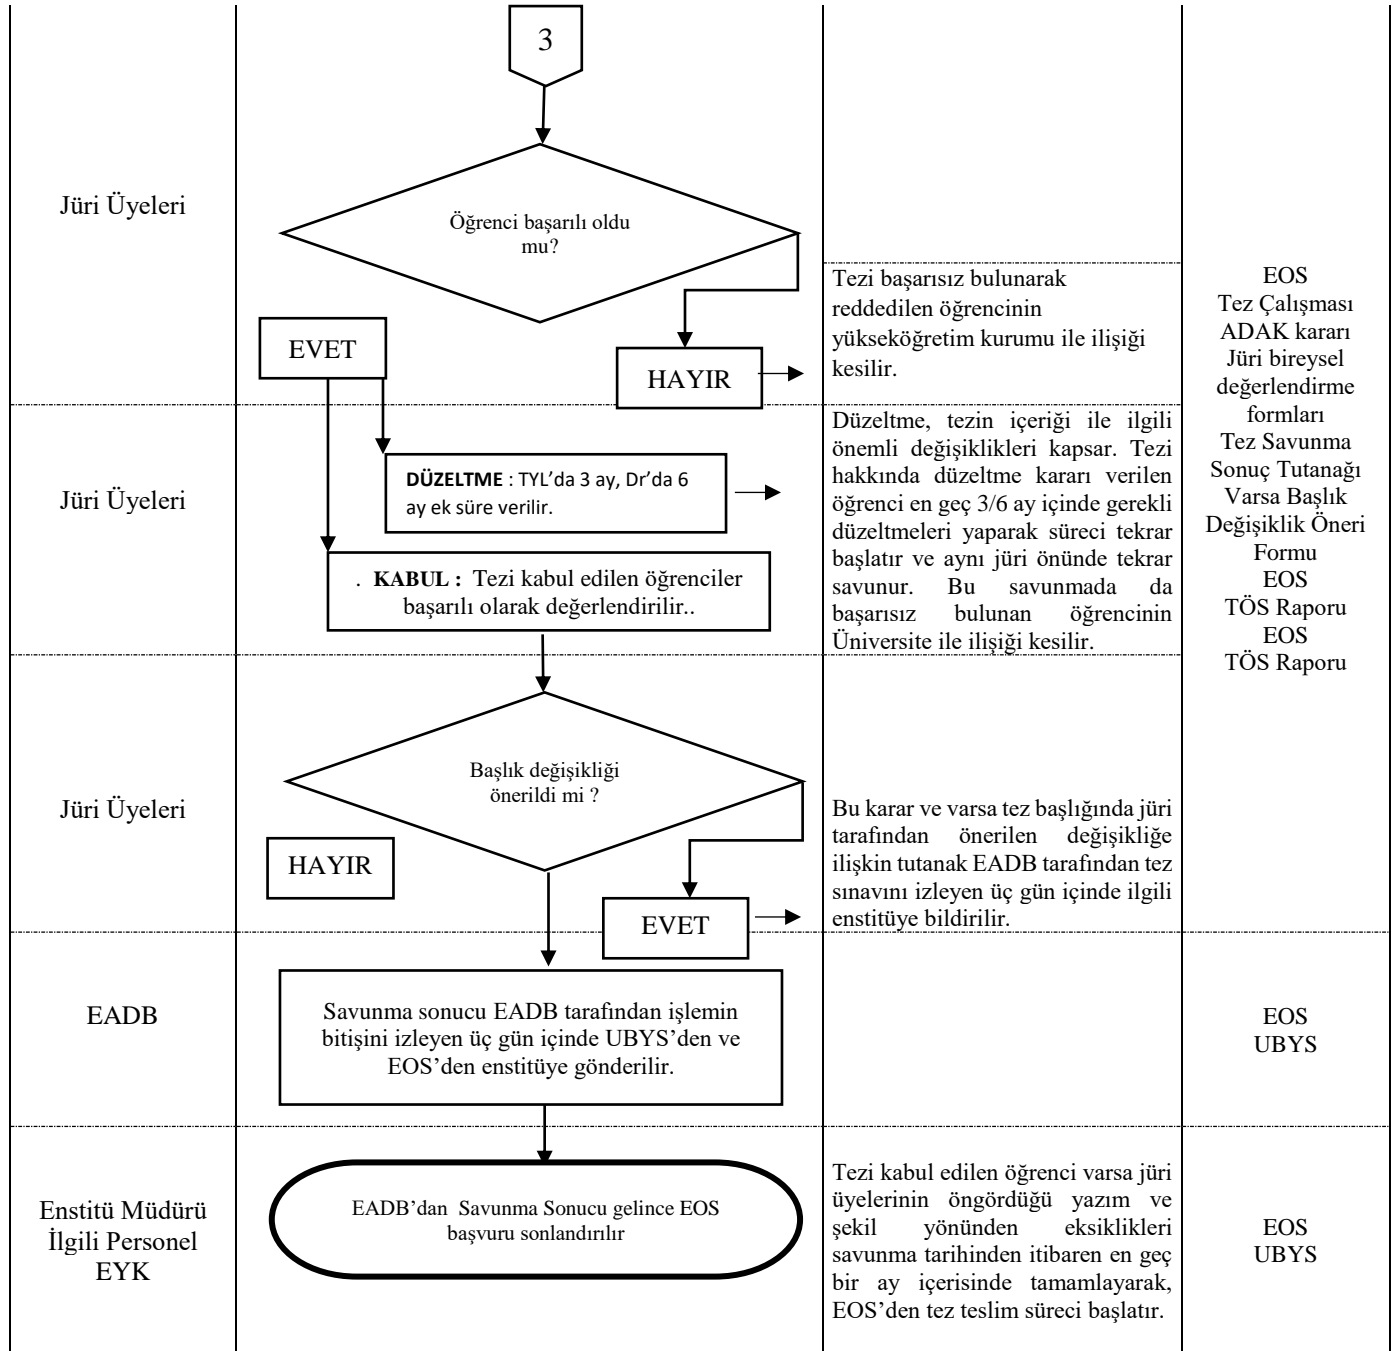 3
Jüri Üyeleri
Öğrenci başarılı oldu
mu?
EVET
HAYIR
Tezi başarısız bulunarak
reddedilen öğrencinin
yükseköğretim kurumu ile ilişiği
kesilir.
EOS
Tez Çalışması
ADAK kararı
Jüri bireysel
değerlendirme
formları
Tez Savunma
Sonuç Tutanağı
Varsa Başlık
Değişiklik Öneri
Formu
EOS
TÖS Raporu
EOS
TÖS Raporu
Jüri Üyeleri
DÜZELTME : TYL’da 3 ay, Dr’da 6
ay ek süre verilir.
. KABUL : Tezi kabul edilen öğrenciler
başarılı olarak değerlendirilir..
Düzeltme, tezin içeriği ile ilgili
önemli değişiklikleri kapsar. Tezi
hakkında düzeltme kararı verilen
öğrenci en geç 3/6 ay içinde gerekli
düzeltmeleri yaparak süreci tekrar
başlatır ve aynı jüri önünde tekrar
savunur. Bu savunmada da
başarısız bulunan öğrencinin
Üniversite ile ilişiği kesilir.
Jüri Üyeleri
Başlık değişikliği
önerildi mi ?
HAYIR
EVET
Bu karar ve varsa tez başlığında jüri
tarafından önerilen değişikliğe
ilişkin tutanak EADB tarafından tez
sınavını izleyen üç gün içinde ilgili
enstitüye bildirilir.
EADB
Savunma sonucu EADB tarafından işlemin
bitişini izleyen üç gün içinde UBYS’den ve
EOS’den enstitüye gönderilir.
EOS
UBYS
Enstitü Müdürü
İlgili Personel
EYK
EADB’dan Savunma Sonucu gelince EOS
başvuru sonlandırılır
Tezi kabul edilen öğrenci varsa jüri
üyelerinin öngördüğü yazım ve
şekil yönünden eksiklikleri
savunma tarihinden itibaren en geç
bir ay içerisinde tamamlayarak,
EOS’den tez teslim süreci başlatır.
EOS
UBYS